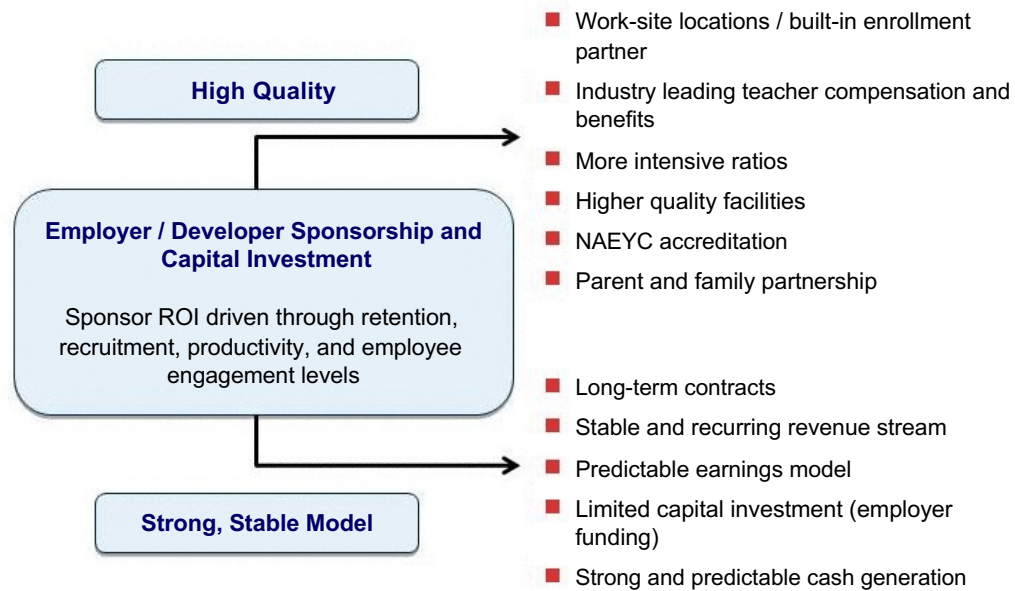 High Quality
Employer / Developer Sponsorship and
Capital Investment
Sponsor ROI driven through retention,
recruitment, productivity, and employee
engagement levels
Strong, Stable Model
Work-site locations / built-in enrollment
partner
Industry leading teacher compensation and
benefits
More intensive ratios
Higher quality facilities
NAEYC accreditation
Parent and family partnership
Long-term contracts
Stable and recurring revenue stream
Predictable earnings model
Limited capital investment (employer
funding)
Strong and predictable cash generation